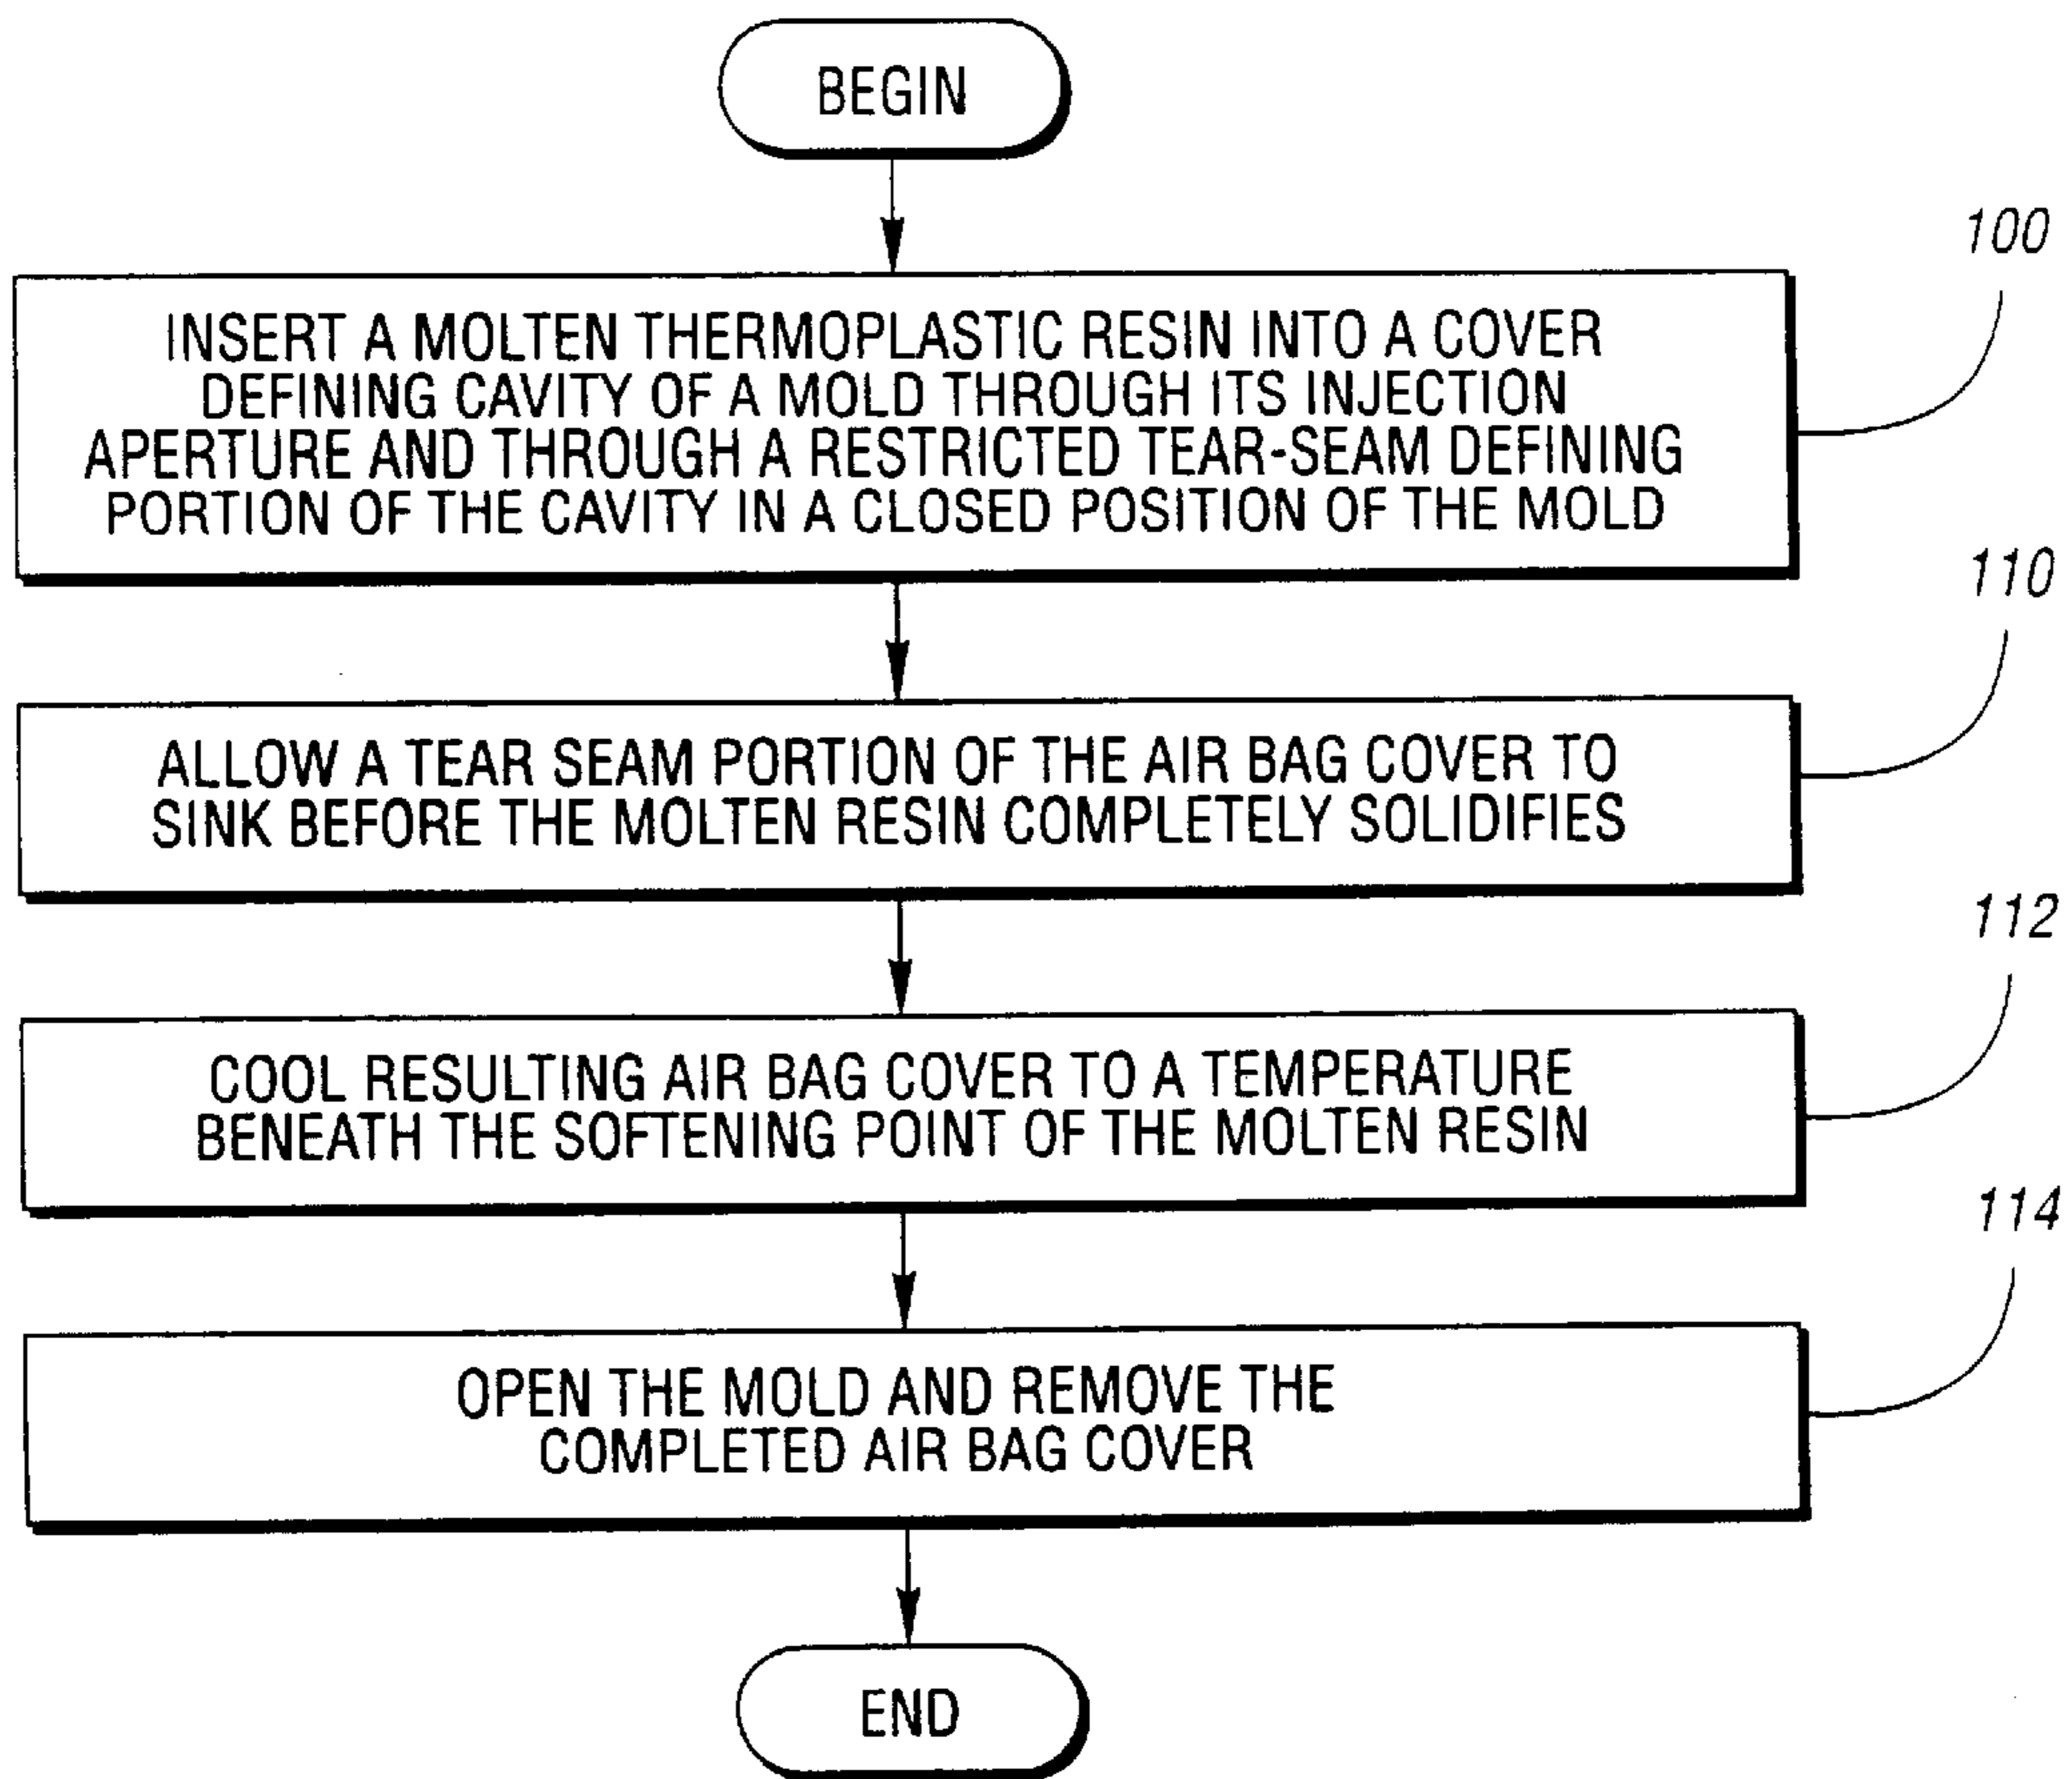 BEGIN
100
INSERT A MOLTEN THERMOPLASTIC RESIN INTO A COVER
DEFINING CAVITY OF A MOLD THROUGH ITS INJECTION
APERTURE AND THROUGH A RESTRICTED TEAR-SEAM DEFINING
PORTION OF THE CAVITY IN A CLOSED POSITION OF THE MOLD
110
ALLOW A TEAR SEAM PORTION OF THE AIR BAG COVER TO
SINK BEFORE THE MOLTEN RESIN COMPLETELY SOLIDIFIES
112
COOL RESULTING AIR BAG COVER TO A TEMPERATURE
BENEATH THE SOFTENING POINT OF THE MOLTEN RESIN
114
OPEN THE MOLD AND REMOVE THE
COMPLETED AIR BAG COVER
END